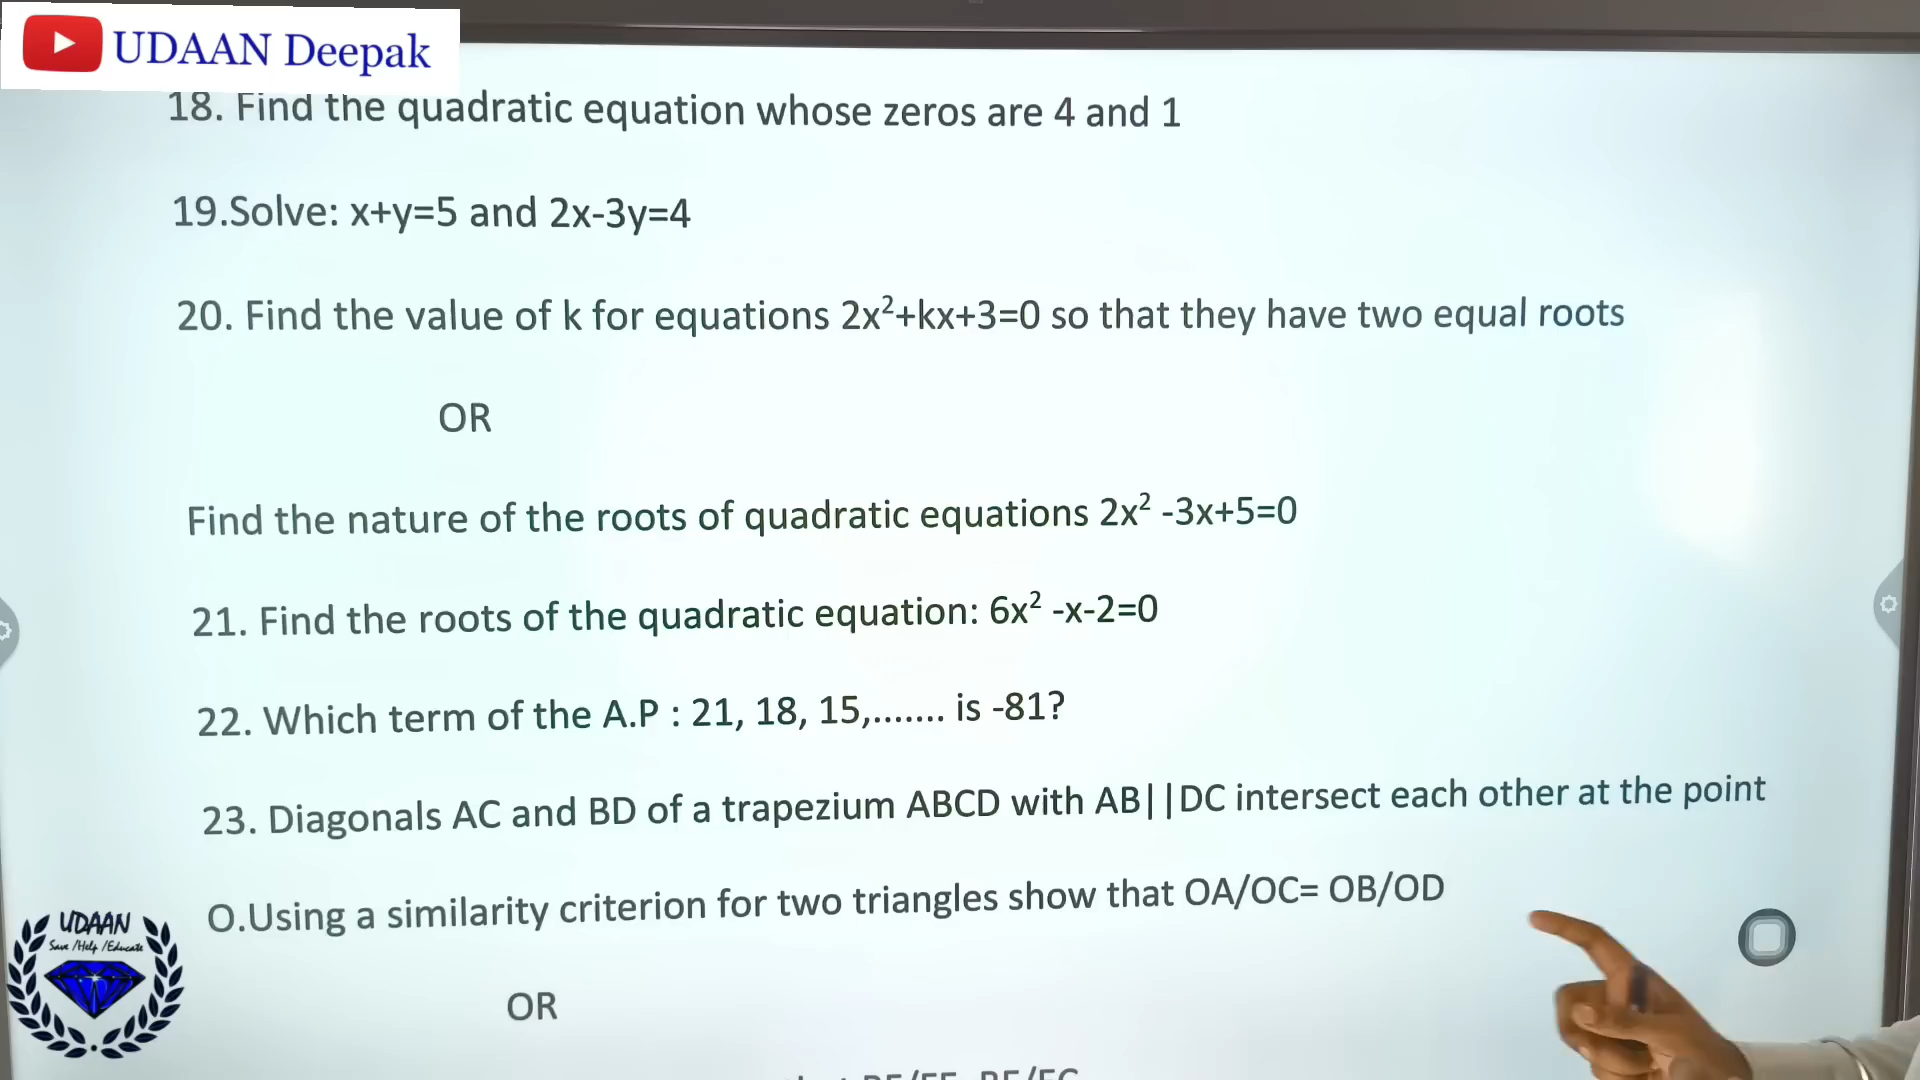 UDAAN Deepak
18. Find the quadratic equation whose zeros are 4 and 1
19.Solve: x+y=5 and 2x-3y=4
20. Find the value of k for equations 2x²+kx+3=0 so that they have two equal roots
OR
Find the nature of the roots of quadratic equations 2x² -3x+5=0
21. Find the roots of the quadratic equation: 6x² -x-2=0
22. Which term of the A.P : 21, 18, 15,....... is -81?
23. Diagonals AC and BD of a trapezium ABCD with AB||DC intersect each other at the point
O.Using a similarity criterion for two triangles show that OA/OC= OB/OD
UDAAN
Save /Help /Educate
OR